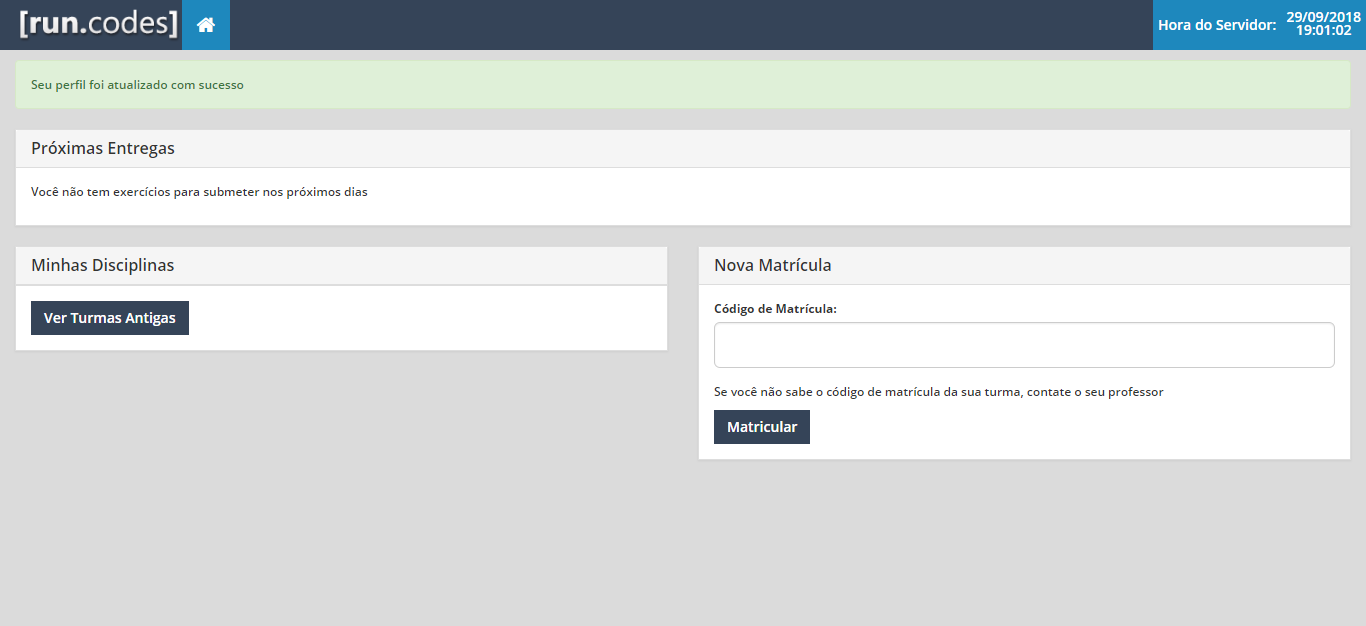 [run.codes]
Hora do Servidor:
29/09/2018
19:01:02
Seu perfil foi atualizado com sucesso
Próximas Entregas
Você não tem exercícios para submeter nos próximos dias
Minhas Disciplinas
Ver Turmas Antigas
Nova Matrícula
Código de Matrícula:
Se você não sabe o código de matrícula da sua turma, contate o seu professor
Matricular